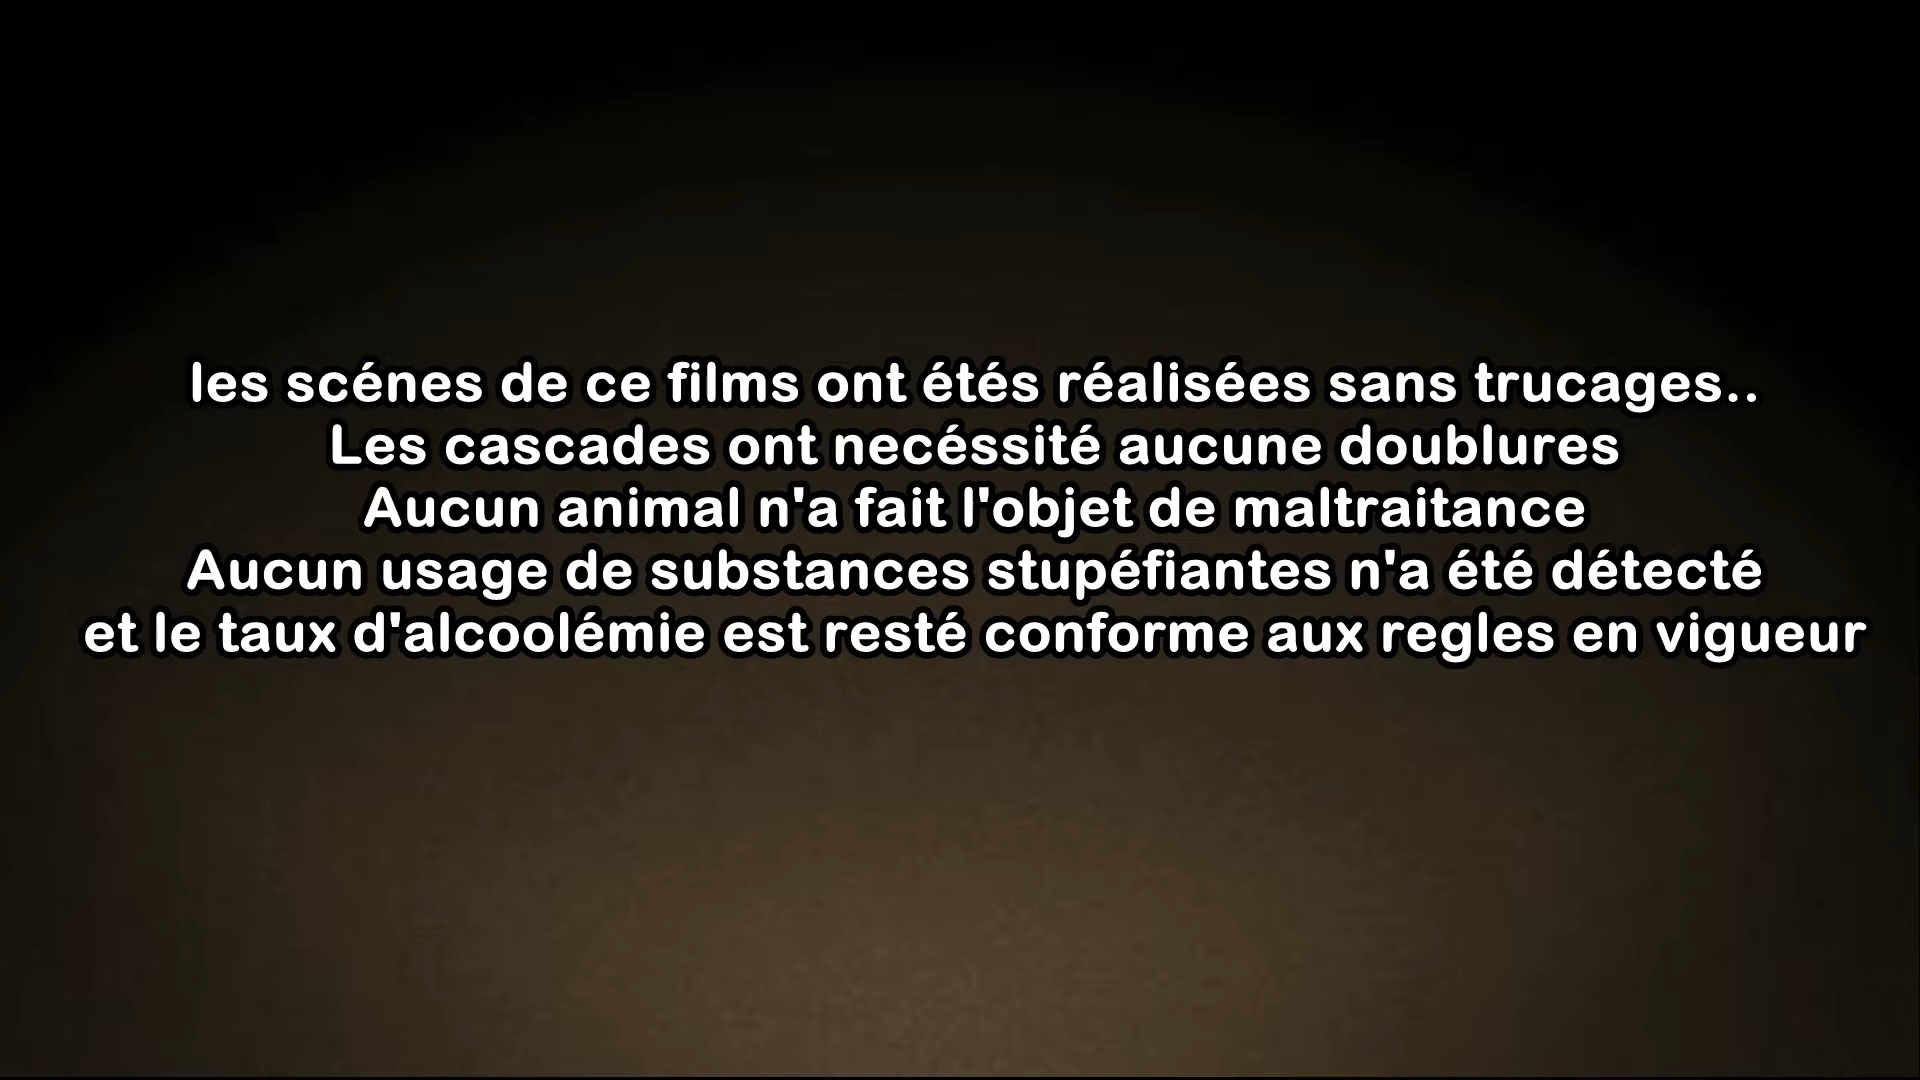 les scénes de ce films ont étés réalisées sans trucages..
Les cascades ont necéssité aucune doublures
Aucun animal n'a fait l'objet de maltraitance
Aucun usage de substances stupéfiantes n'a été détecté
et le taux d'alcoolémie est resté conforme aux regles en vigueur